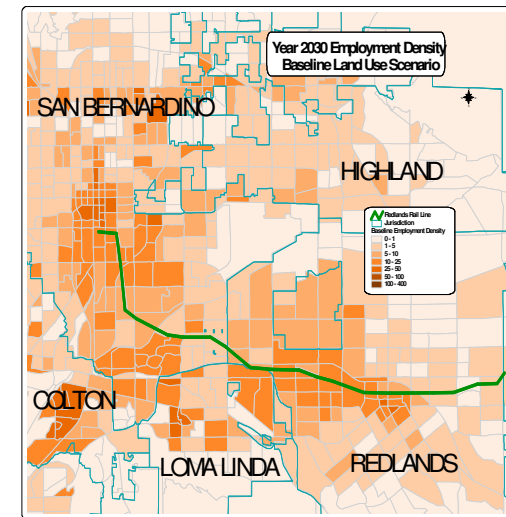 Year 2030 Employment Density
Baseline Land Use Scenario
SAN BERNARDINO
HIGHLAND
Redlands Rail Line
Jurisdiction
Baseline Employment Density
0 - 1
1 - 5
5 - 10
10 - 25
25 - 50
50 - 100
100 - 400
COLTON
LOMA LINDA
REDLANDS